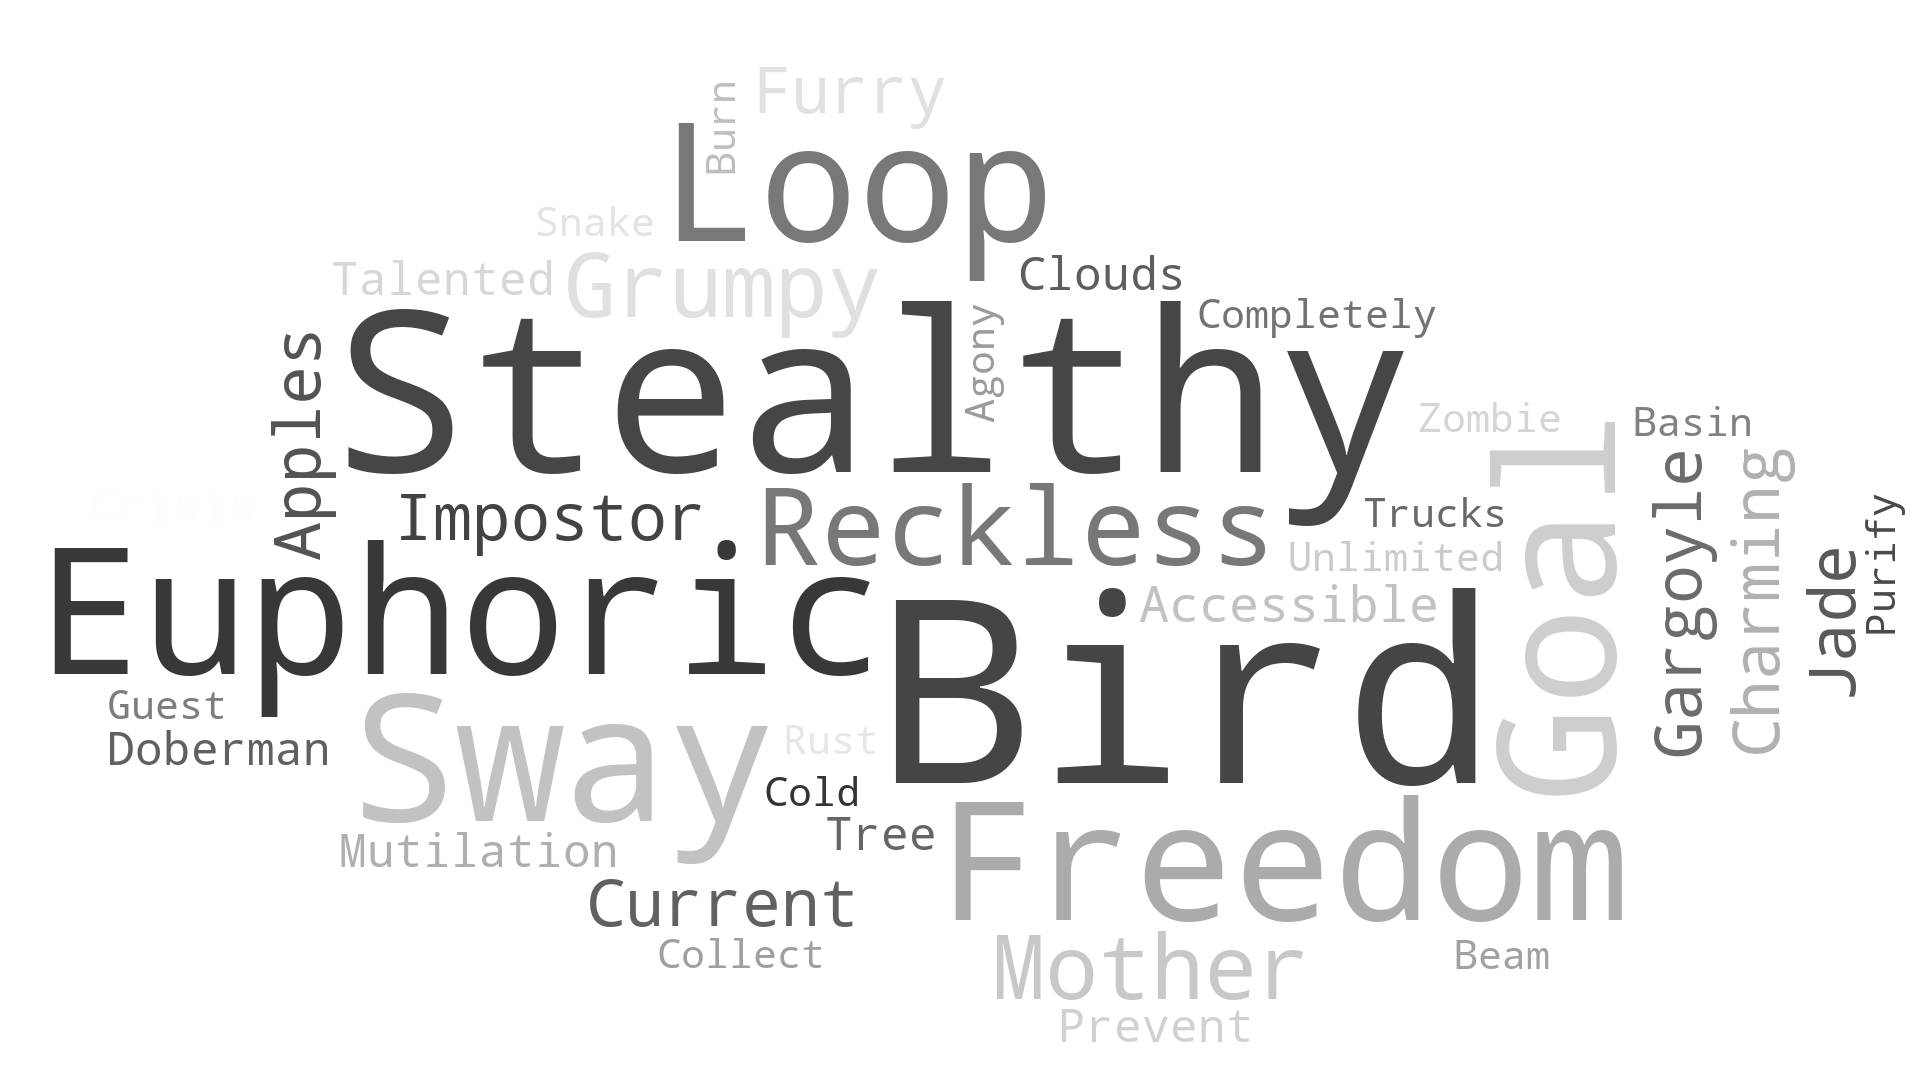 Burn
Furry
Loop
Snake
Talented
Grumpy
Clouds
Completely
Agony
Stealthy
Apples
Zombie
Basin
Goal
Gargoyle
Charming
Crisis
Impostor
Reckless
Trucks
Purify
Unlimited
Euphoric
Jade
Accessible
Bird
Guest
Doberman
Sway
Rust
Cold
Tree
Freedom
Mutilation
Current
Collect
Mother
Beam
Prevent